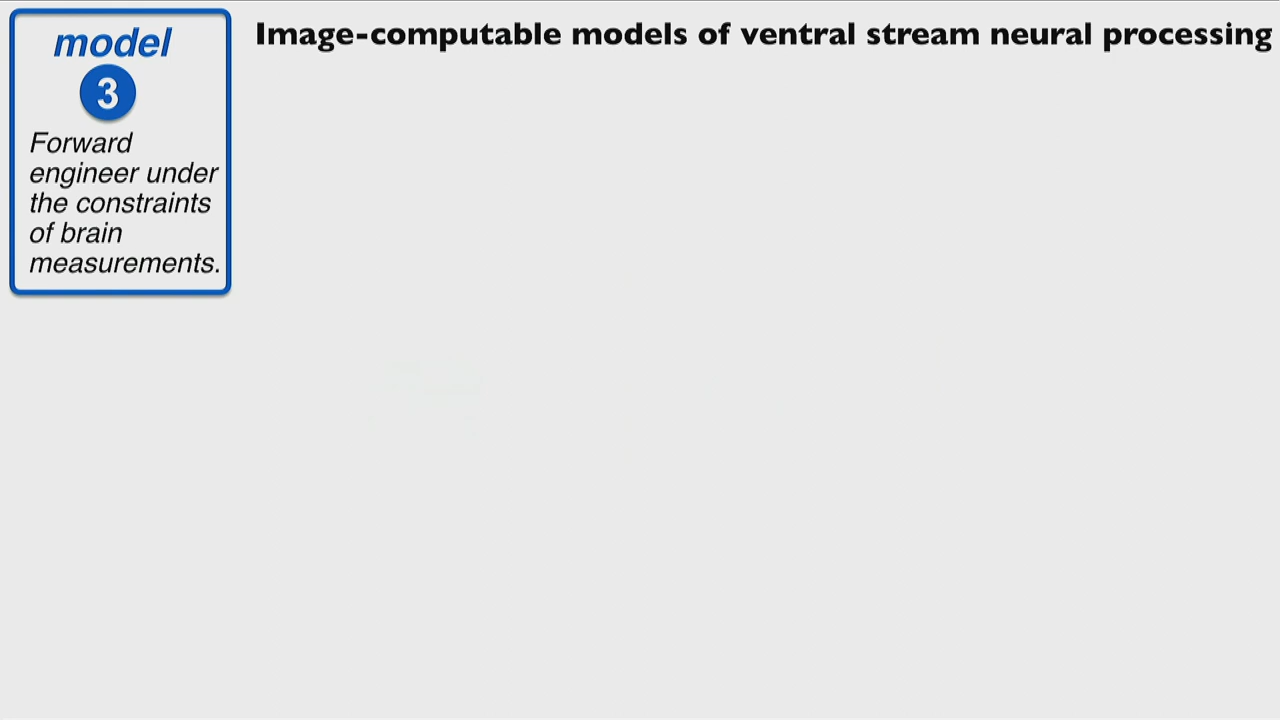 model
3
Forward
engineer under
the constraints
of brain
measurements.
Image-computable models of ventral stream neural processing